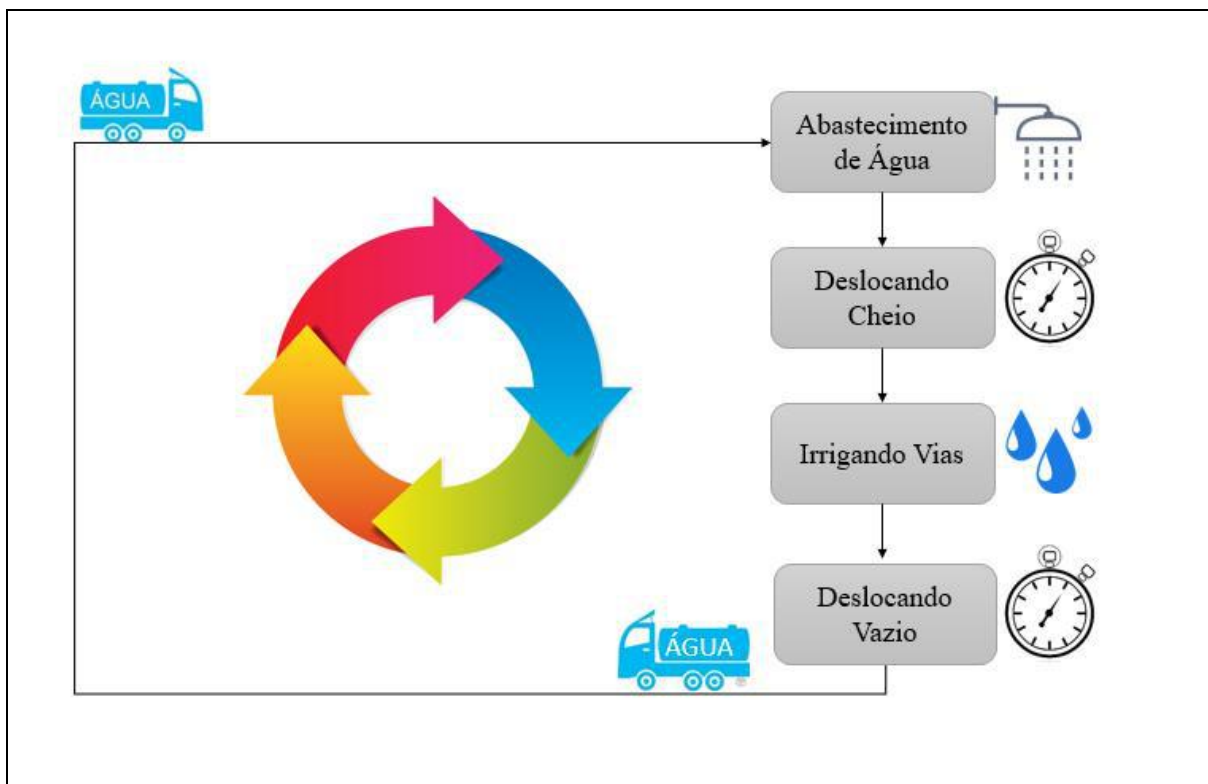 ÁGUA
Abastecimento
de Água
Deslocando
Cheio
Irrigando Vias
Deslocando
Vazio
ÁGUA